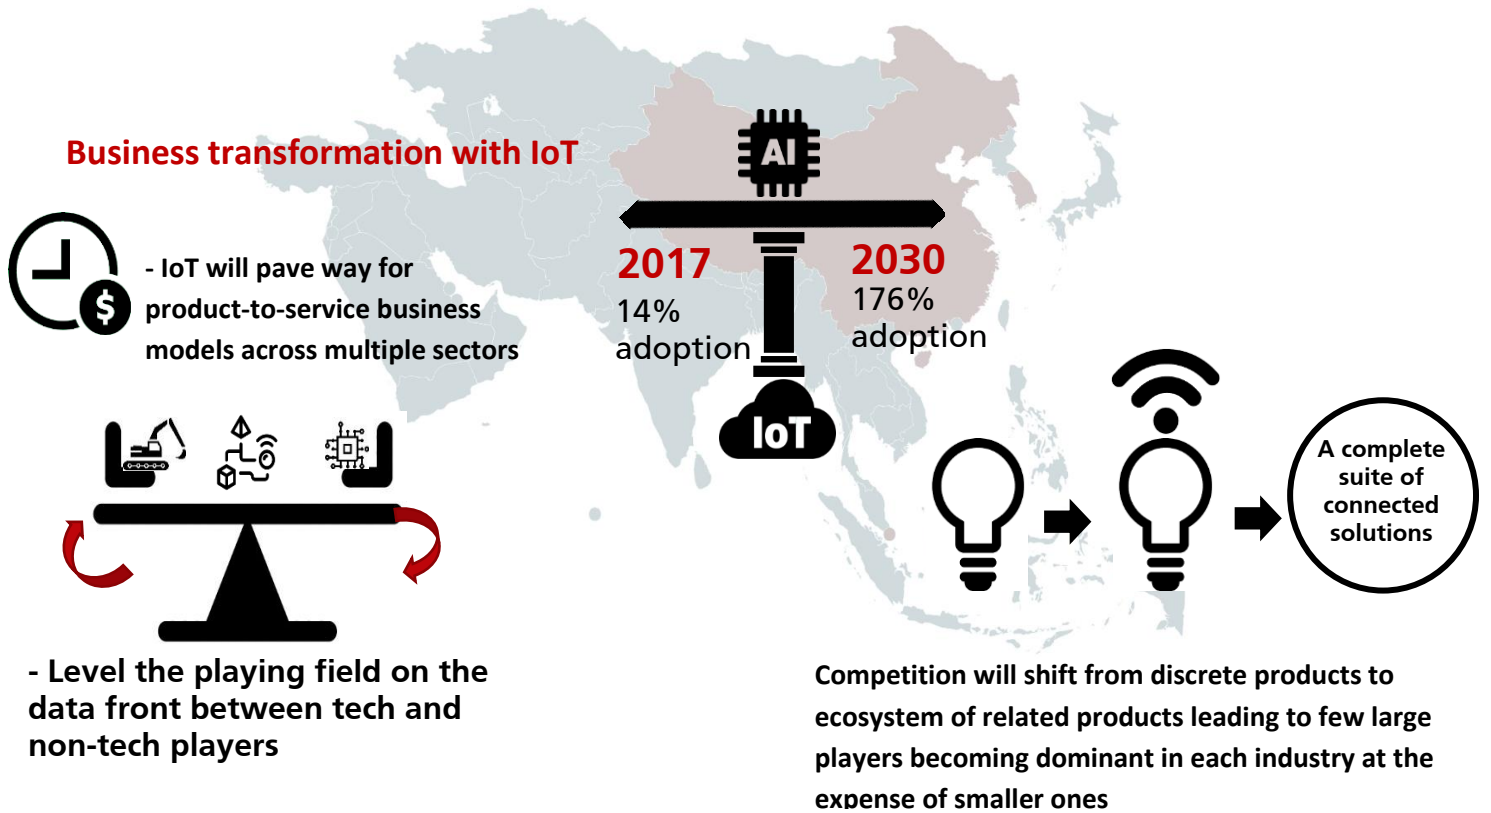 Business transformation with IoT
- IoT will pave way for
product-to-service business
models across multiple sectors
$
AI
2017
14%
adoption
2030
176%
adoption
IoT
- Level the playing field on the
data front between tech and
non-tech players
A complete
suite of
connected
solutions
Competition will shift from discrete products to
ecosystem of related products leading to few large
players becoming dominant in each industry at the
expense of smaller ones